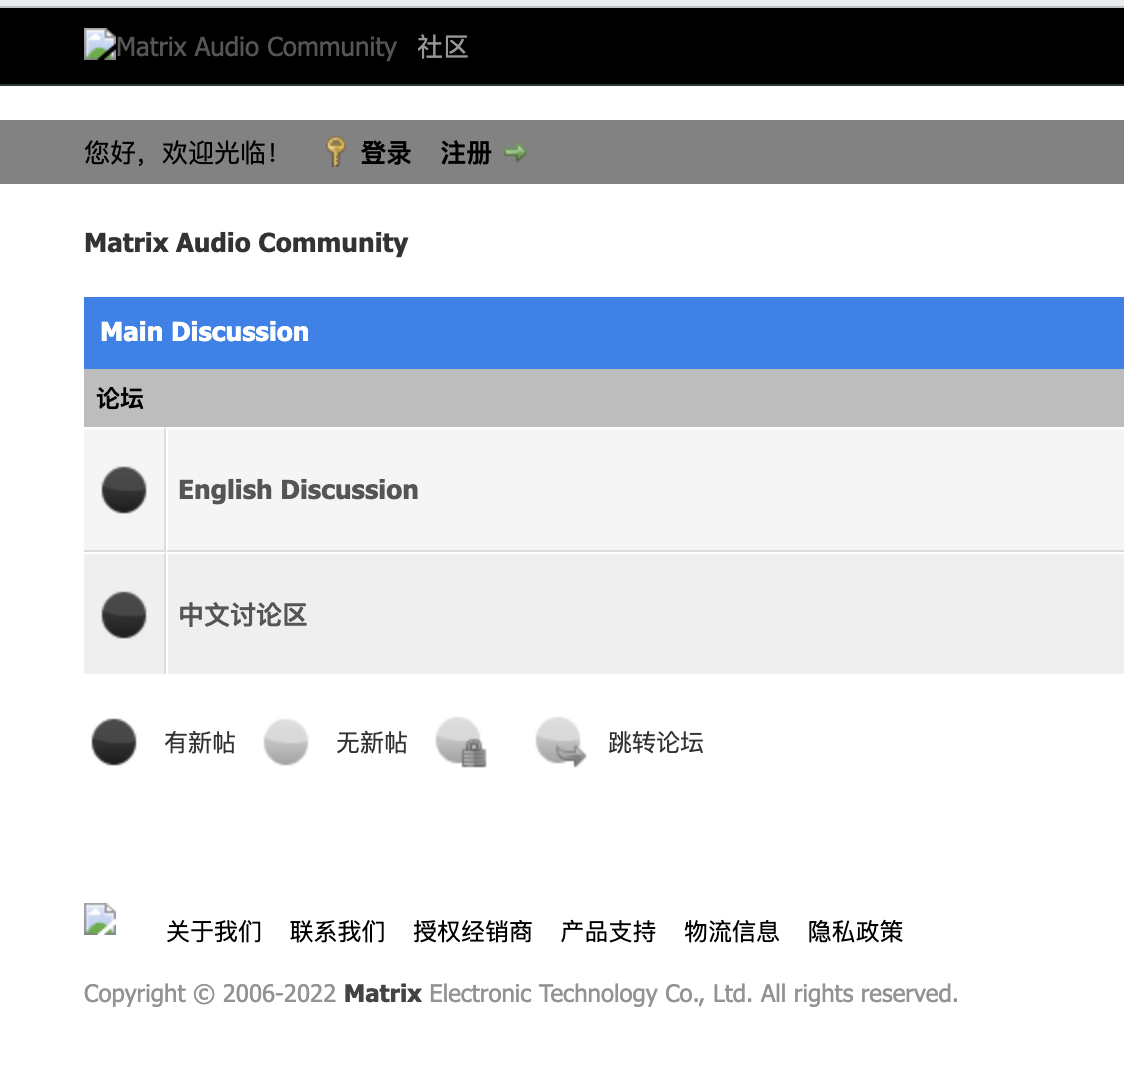 Matrix Audio Community 社区
您好，欢迎光临！ 登录 注册
Matrix Audio Community
Main Discussion
论坛
English Discussion
中文讨论区
有新帖 无新帖 跳转论坛
关于我们 联系我们 授权经销商 产品支持 物流信息 隐私政策
Copyright © 2006-2022 Matrix Electronic Technology Co., Ltd. All rights reserved.